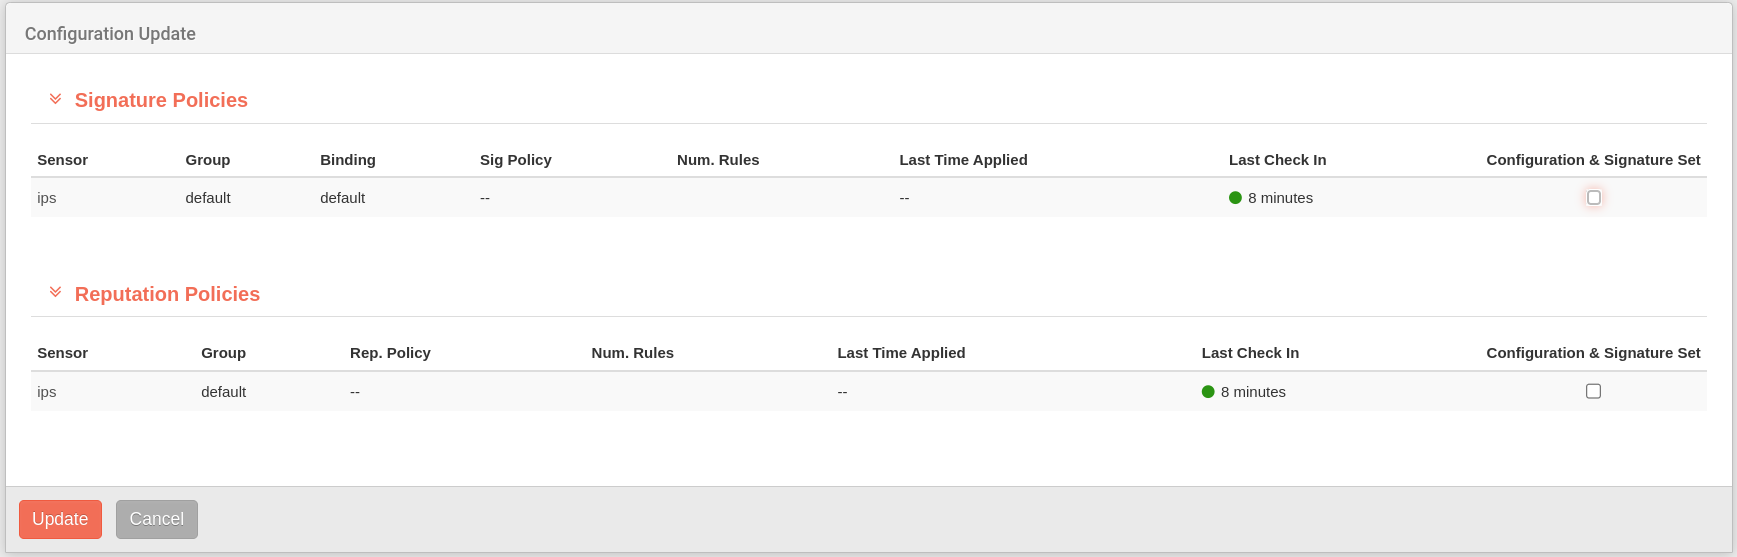 Configuration Update
Signature Policies
Sensor Group Binding Sig Policy Num. Rules Last Time Applied Last Check In Configuration & Signature Set
ips default default -- -- 8 minutes
Reputation Policies
Sensor Group Rep. Policy Num. Rules Last Time Applied Last Check In Configuration & Signature Set
ips default -- -- 8 minutes
Update Cancel